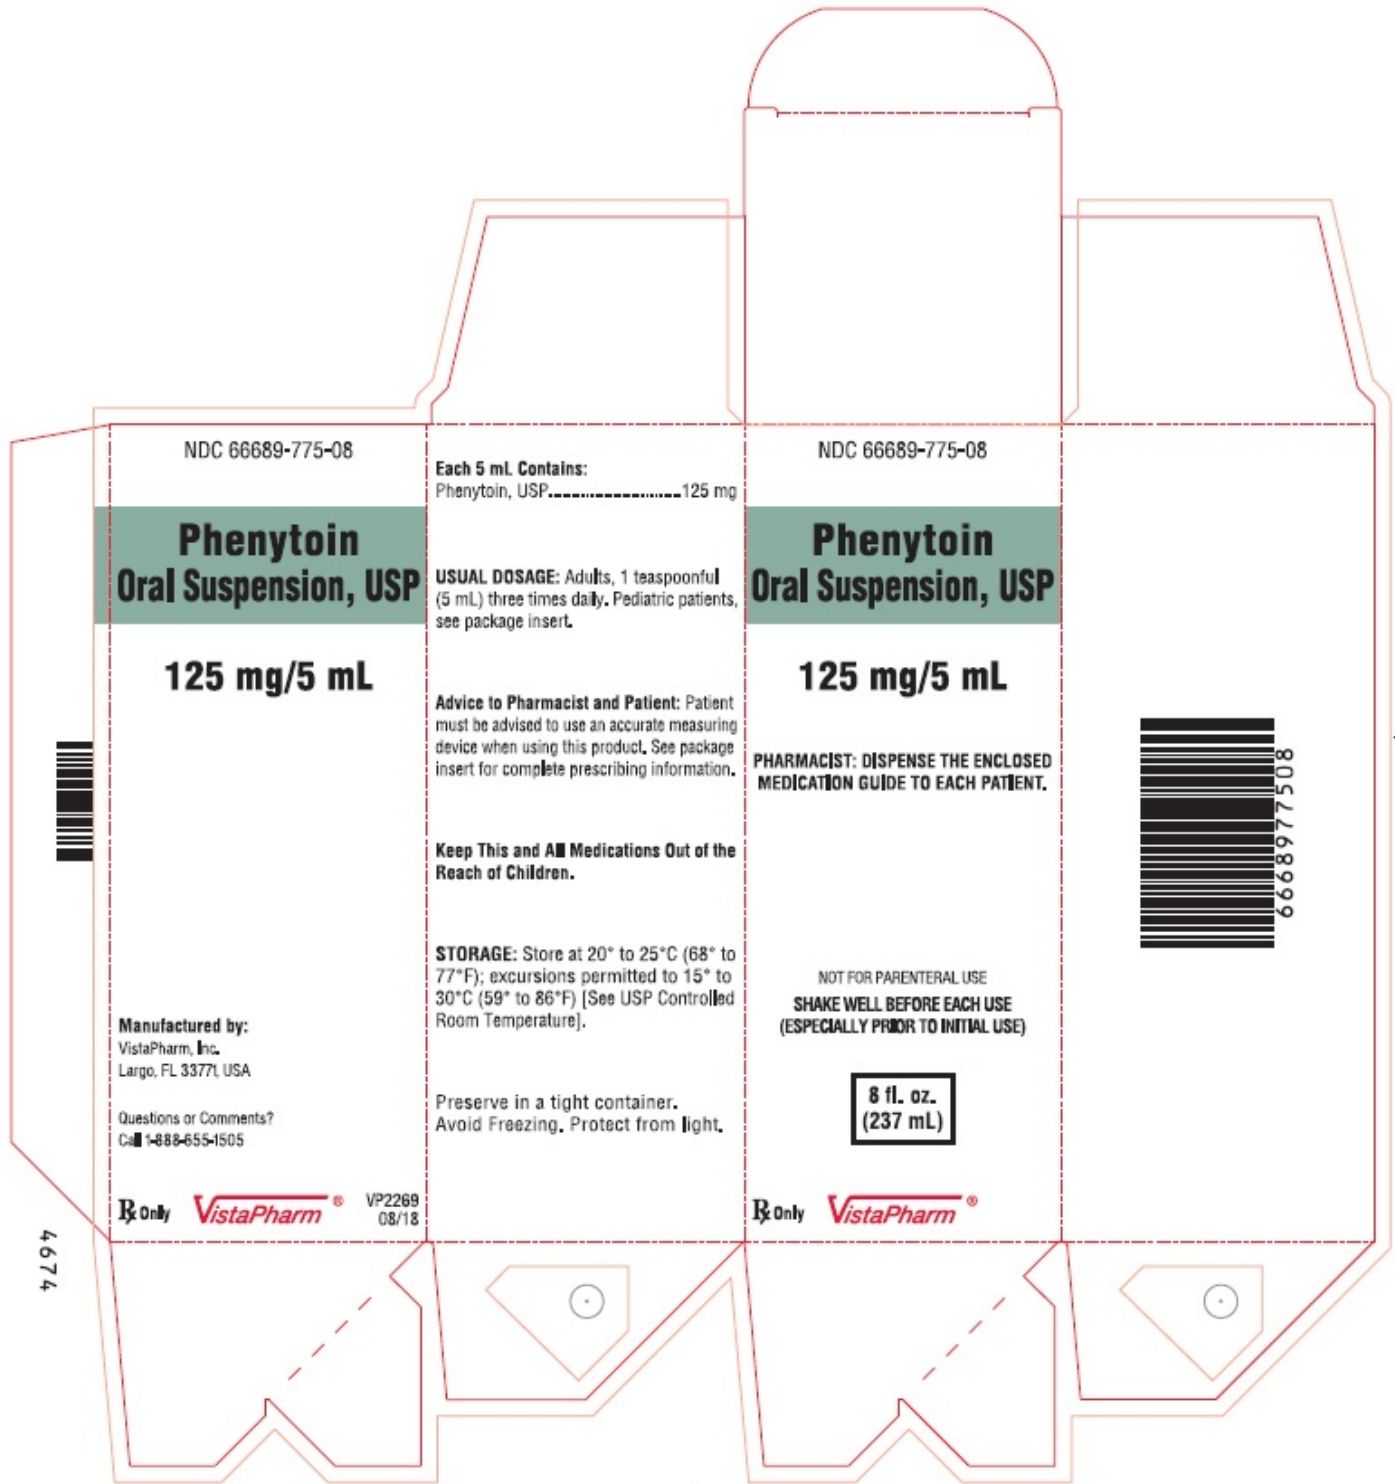 NDC 66689-775-08
Phenytoin
Oral Suspension, USP
125 mg/5 mL
Manufactured by:
VistaPharm, Inc.
Largo, FL 33771, USA
Questions or Comments?
Call 1-888-655-1505
Rx Only
VistaPharm®
VP2269
08/18
4674
Each 5 mL Contains:
Phenytoin, USP........................125 mg
USUAL DOSAGE: Adults, 1 teaspoonful
(5 mL) three times daily. Pediatric patients,
see package insert.
Advice to Pharmacist and Patient: Patient
must be advised to use an accurate measuring
device when using this product. See package
insert for complete prescribing information.
Keep This and All Medications Out of the
Reach of Children.
STORAGE: Store at 20° to 25°C (68° to
77°F); excursions permitted to 15° to
30°C (59° to 86°F) [See USP Controlled
Room Temperature].
Preserve in a tight container.
Avoid Freezing. Protect from light.
NDC 66689-775-08
Phenytoin
Oral Suspension, USP
125 mg/5 mL
PHARMACIST: DISPENSE THE ENCLOSED
MEDICATION GUIDE TO EACH PATIENT.
NOT FOR PARENTERAL USE
SHAKE WELL BEFORE EACH USE
(ESPECIALLY PRIOR TO INITIAL USE)
8 fl. oz.
(237 mL)
Rx Only
VistaPharm®
6668977508